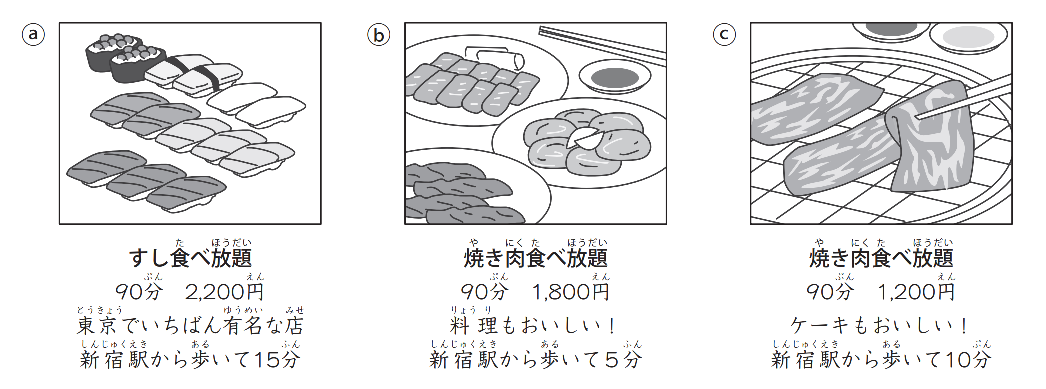 ⓐ
すし食べ放題
90分 2,200円
東京でいちばん有名な店
新宿駅から歩いて15分
ⓑ
焼き肉食べ放題
90分 1,800円
料理もおいしい！
新宿駅から歩いて5分
ⓒ
焼き肉食べ放題
90分 1,200円
ケーキもおいしい！
新宿駅から歩いて10分